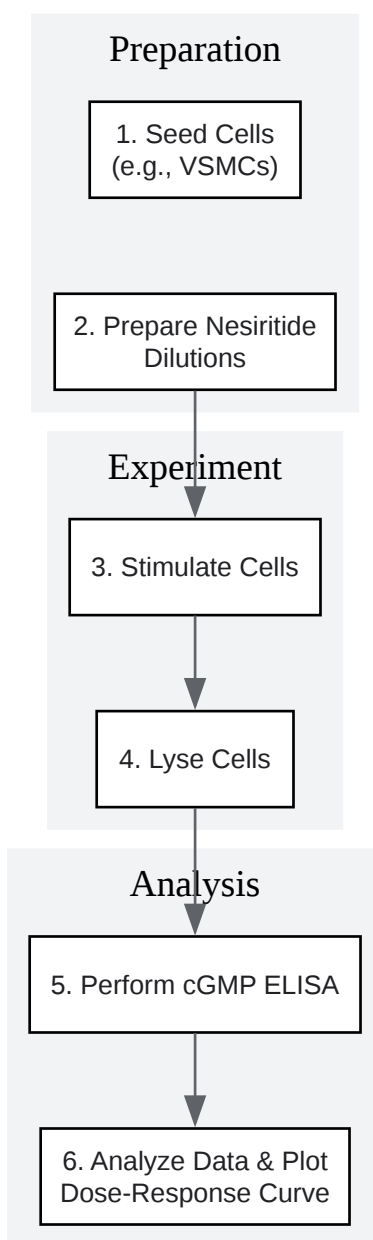 Preparation
1. Seed Cells
(e.g., VSMCs)
2. Prepare Nesiritide
Dilutions
Experiment
3. Stimulate Cells
4. Lyse Cells
Analysis
5. Perform cGMP ELISA
6. Analyze Data & Plot
Dose-Response Curve